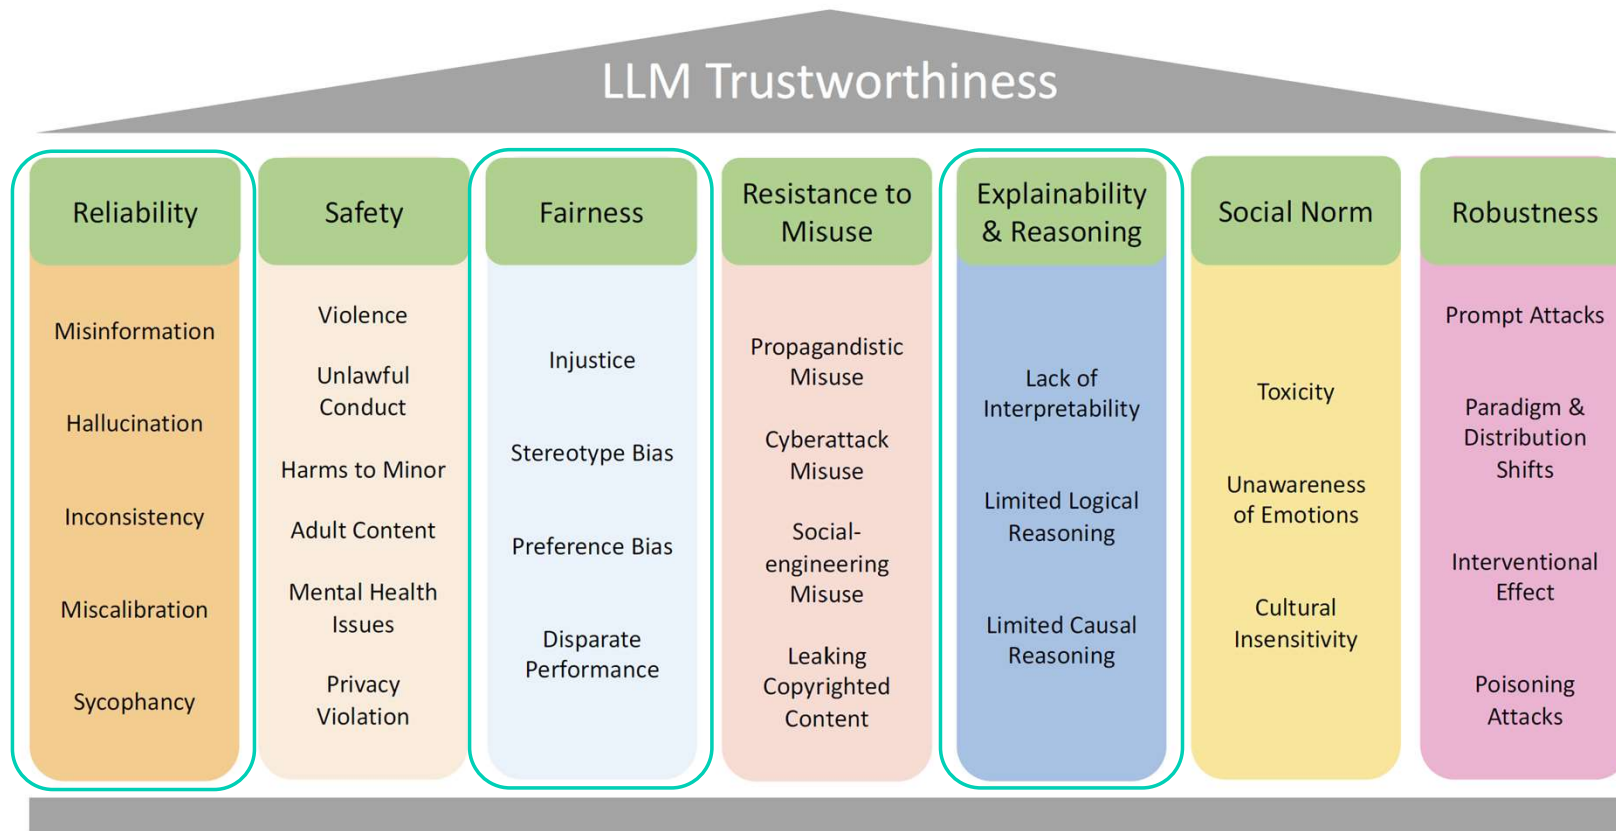 LLM Trustworthiness
Reliability
Misinformation
Hallucination
Inconsistency
Miscalibration
Sycophancy
Safety
Violence
Unlawful
Conduct
Harms to Minor
Adult Content
Mental Health
Issues
Privacy
Violation
Fairness
Injustice
Stereotype Bias
Preference Bias
Disparate
Performance
Resistance to
Misuse
Propagandistic
Misuse
Cyberattack
Misuse
Social-
engineering
Misuse
Leaking
Copyrighted
Content
Explainability
& Reasoning
Lack of
Interpretability
Limited Logical
Reasoning
Limited Causal
Reasoning
Social Norm
Toxicity
Unawareness
of Emotions
Cultural
Insensitivity
Robustness
Prompt Attacks
Paradigm &
Distribution
Shifts
Interventional
Effect
Poisoning
Attacks